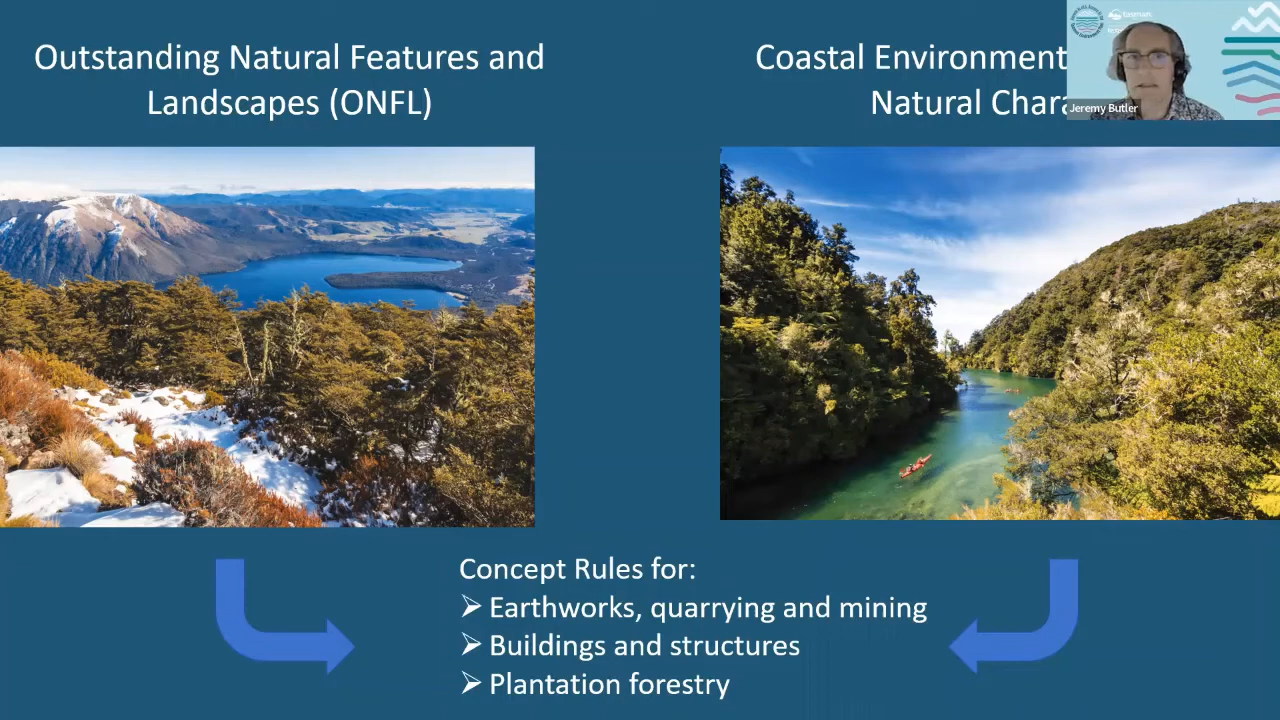 Outstanding Natural Features and
Landscapes (ONFL)
Coastal Environment
Natural Chara
tasman
Jeremy Butler
Concept Rules for:
➢ Earthworks, quarrying and mining
➢ Buildings and structures
➢ Plantation forestry